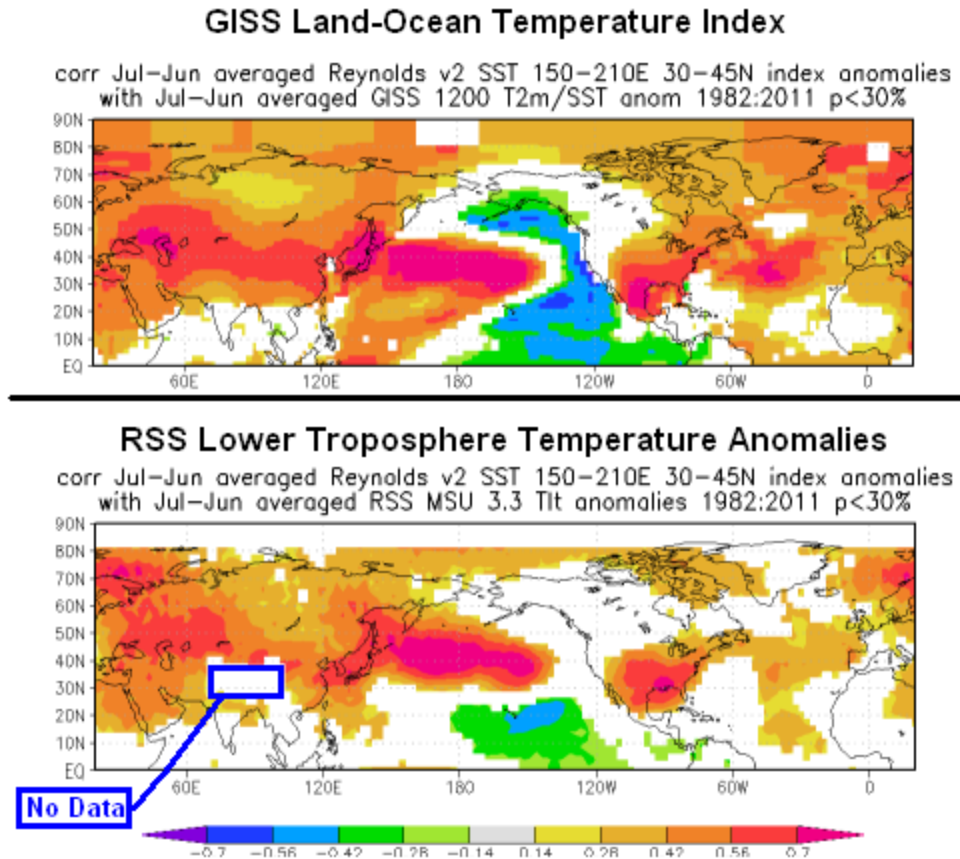 GISS Land-Ocean Temperature Index
corr Jul-Jun averaged Reynolds v2 SST 150-210E 30-45N index anomalies
with Jul-Jun averaged GISS 1200 T2m/SST anom 1982:2011 p<30%
90N
80N
70N
60N
50N
40N
30N
20N
10N
EQ
60E 120E 180 120W 60W 0
RSS Lower Troposphere Temperature Anomalies
corr Jul-Jun averaged Reynolds v2 SST 150-210E 30-45N index anomalies
with Jul-Jun averaged RSS MSU 3.3 Tlt anomalies 1982:2011 p<30%
90N
80N
70N
60N
50N
40N
30N
20N
10N
EQ
60E 120E 180 120W 60W 0
No Data
-0.7 -0.56 -0.42 -0.28 -0.14 0.14 0.28 0.42 0.56 0.7